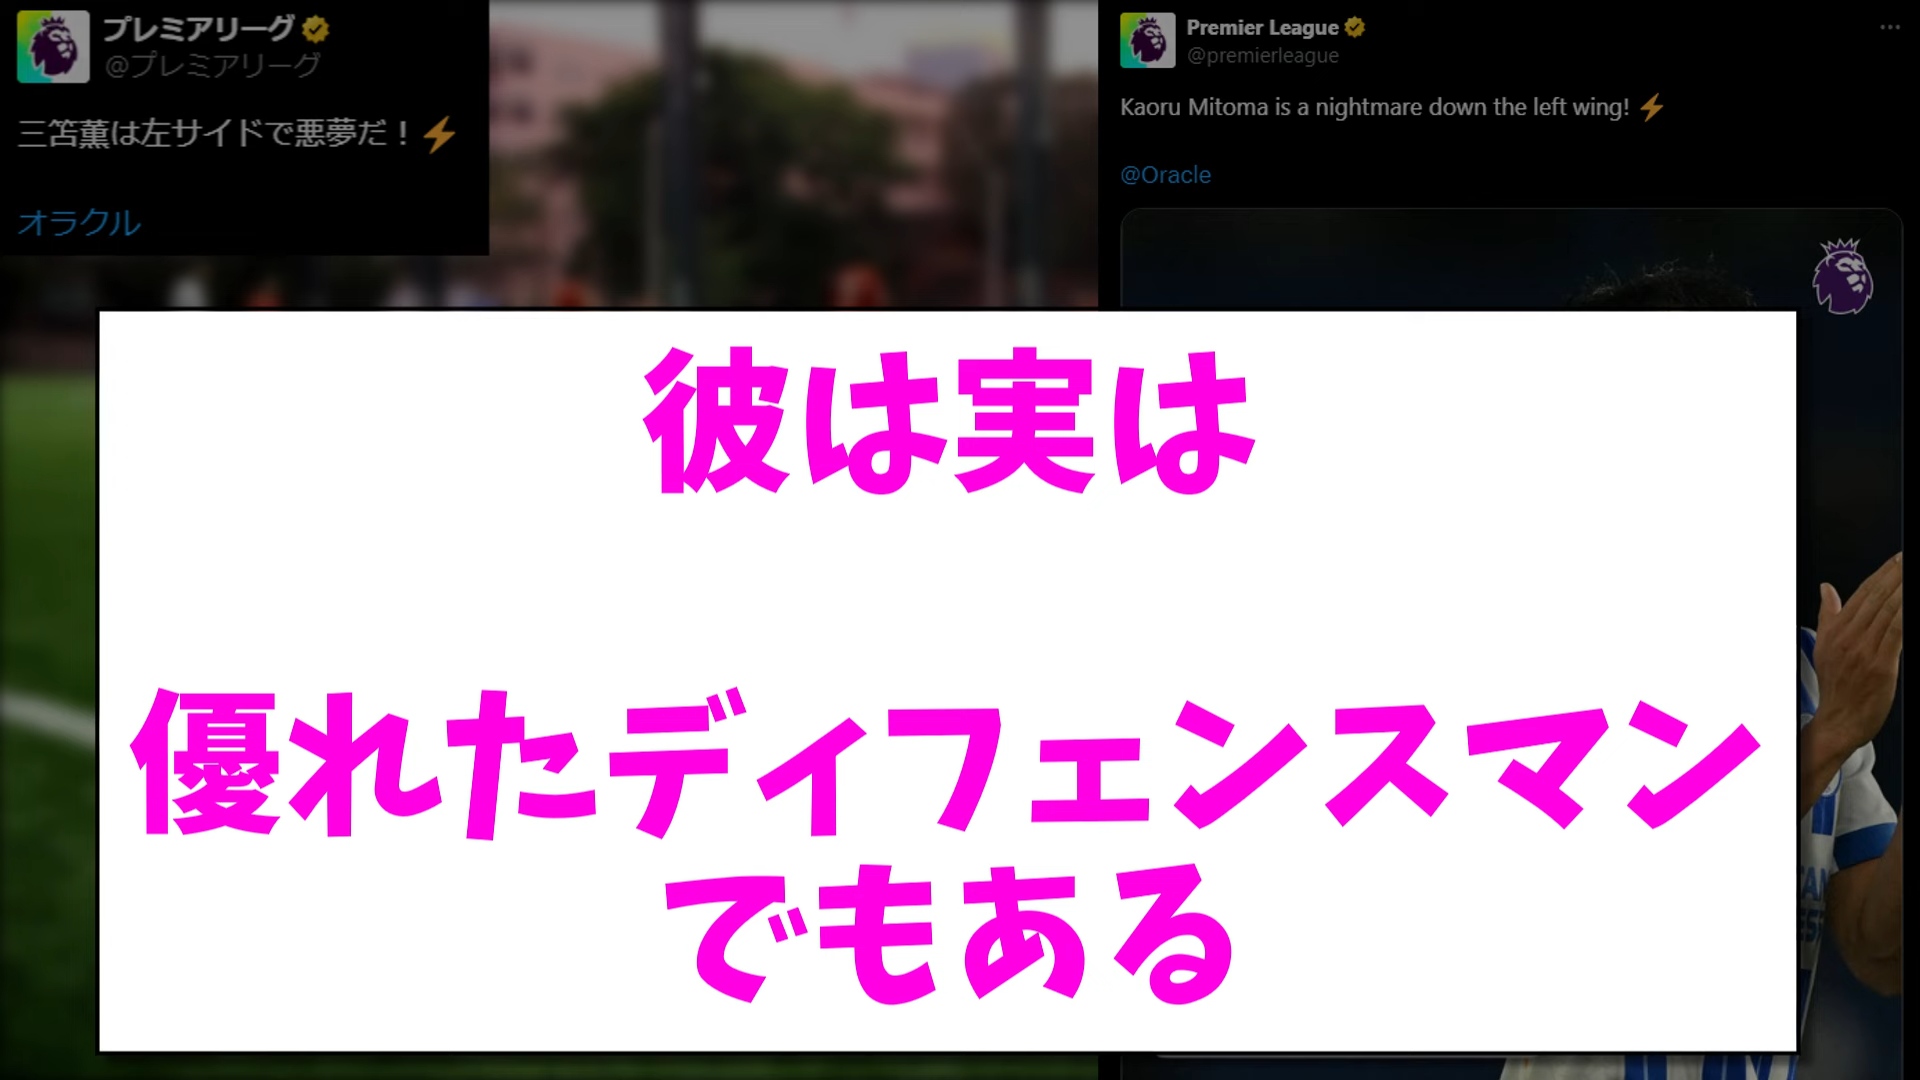 プレミアリーグ
@プレミアリーグ
三笘薫は左サイドで悪夢だ！⚡
オラクル
Premier League
@premierleague
Kaoru Mitoma is a nightmare down the left wing! ⚡
@Oracle
彼は実は
優れたディフェンスマン
でもある